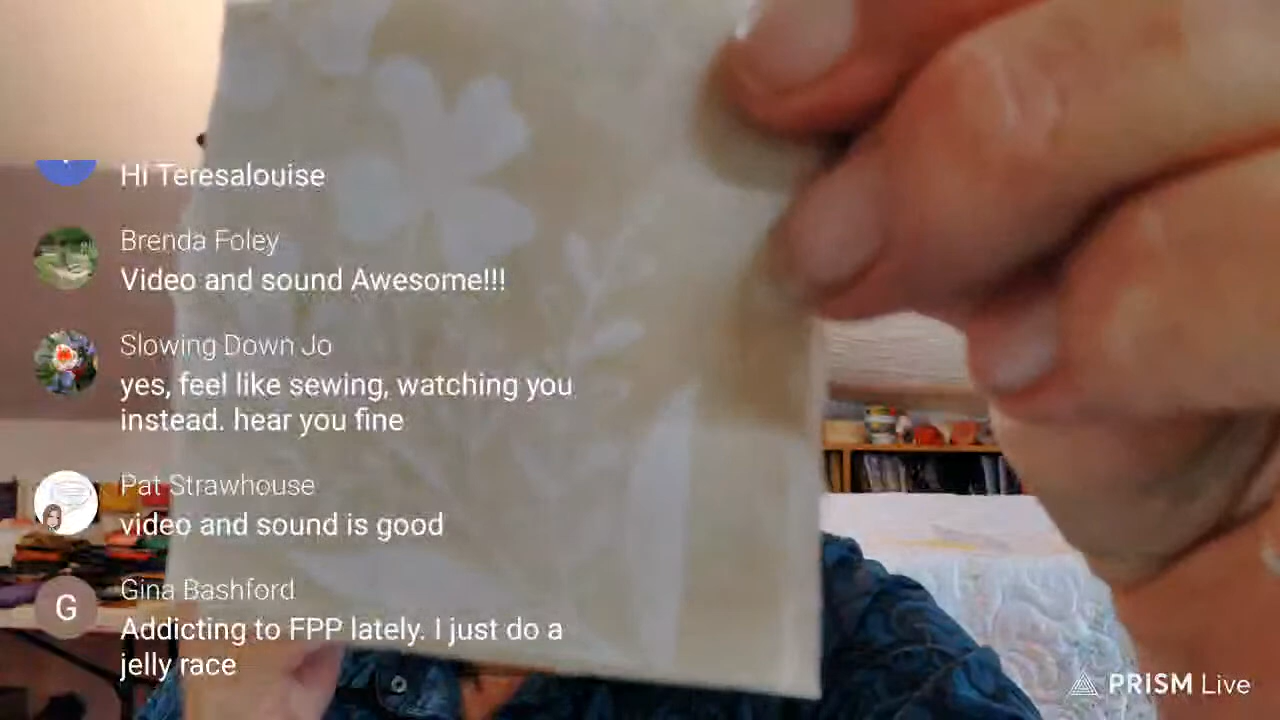 Hi Teresalouise
Brenda Foley
Video and sound Awesome!!!
Slowing Down Jo
yes, feel like sewing, watching you
instead. hear you fine
Pat Strawhouse
video and sound is good
G
Gina Bashford
Addicting to FPP lately. I just do a
jelly race
PRISM Live